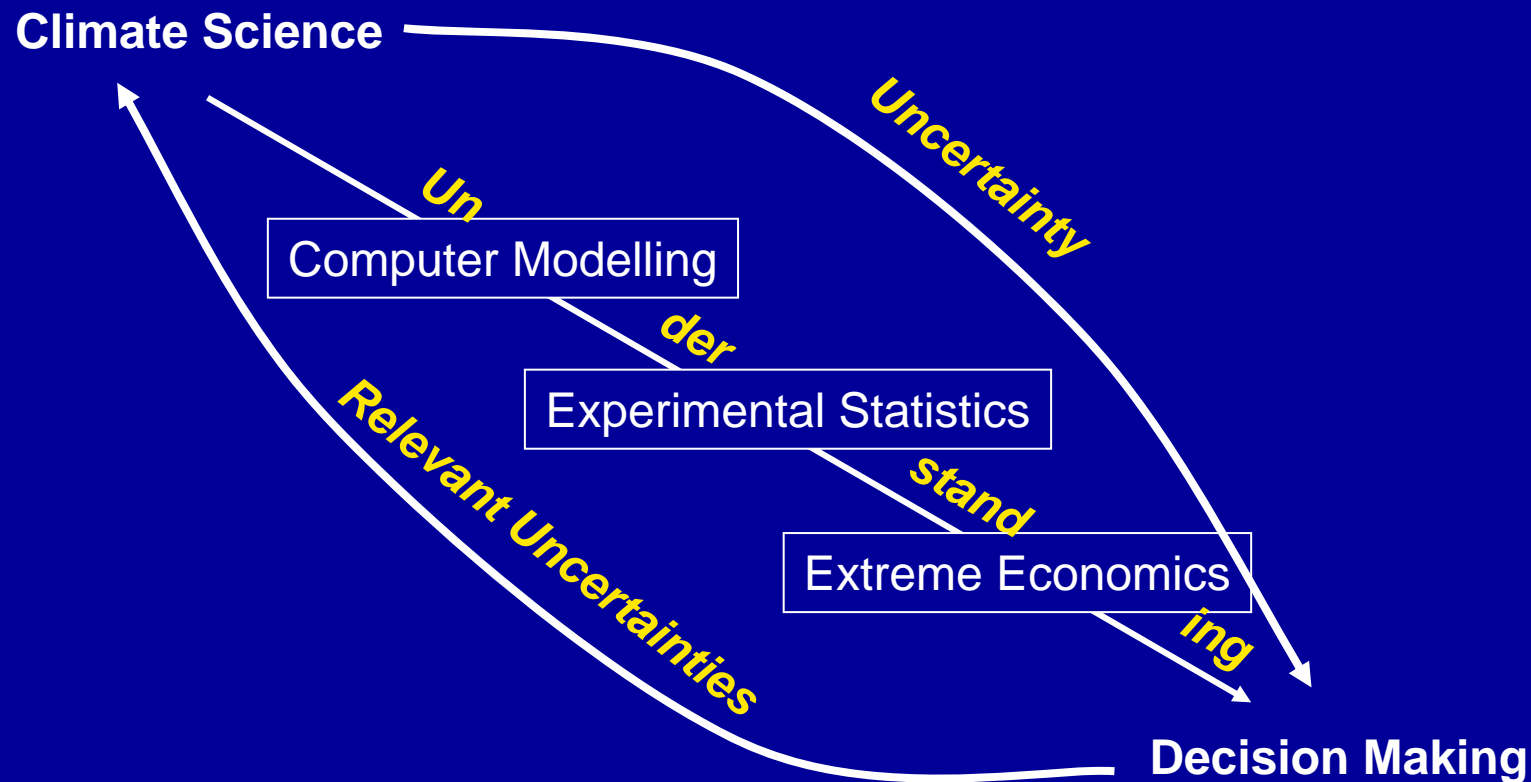 Climate Science
Uncertainty
Un
Computer Modelling
der
Experimental Statistics
Relevant Uncertainties
stand
Extreme Economics
ing
Decision Making